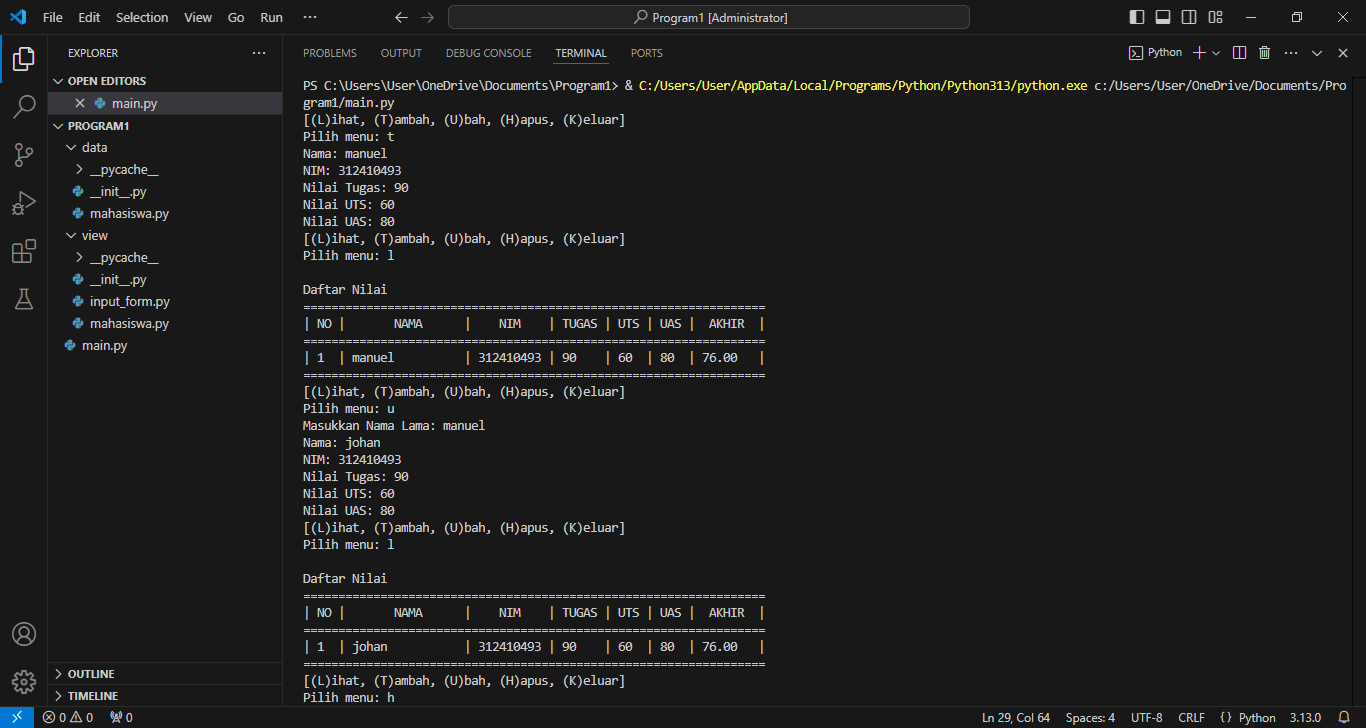 File Edit Selection View Go Run ··· Program1 [Administrator]
EXPLORER ···
OPEN EDITORS
main.py
PROGRAM1
data
__pycache__
__init__.py
mahasiswa.py
view
__pycache__
__init__.py
input_form.py
mahasiswa.py
main.py
OUTLINE
TIMELINE
PROBLEMS OUTPUT DEBUG CONSOLE TERMINAL PORTS Python ···
PS C:\Users\User\OneDrive\Documents\Program1> & C:/Users/User/AppData/Local/Programs/Python/Python313/python.exe c:/Users/User/OneDrive/Documents/Pro
gram1/main.py
[(L)ihat, (T)ambah, (U)bah, (H)apus, (K)eluar]
Pilih menu: t
Nama: manuel
NIM: 312410493
Nilai Tugas: 90
Nilai UTS: 60
Nilai UAS: 80
[(L)ihat, (T)ambah, (U)bah, (H)apus, (K)eluar]
Pilih menu: l
Daftar Nilai
==================================================================
| NO |       NAMA      |    NIM    | TUGAS | UTS | UAS |  AKHIR  |
==================================================================
| 1  | manuel          | 312410493 | 90    | 60  | 80  | 76.00   |
==================================================================
[(L)ihat, (T)ambah, (U)bah, (H)apus, (K)eluar]
Pilih menu: u
Masukkan Nama Lama: manuel
Nama: johan
NIM: 312410493
Nilai Tugas: 90
Nilai UTS: 60
Nilai UAS: 80
[(L)ihat, (T)ambah, (U)bah, (H)apus, (K)eluar]
Pilih menu: l
Daftar Nilai
==================================================================
| NO |       NAMA      |    NIM    | TUGAS | UTS | UAS |  AKHIR  |
==================================================================
| 1  | johan           | 312410493 | 90    | 60  | 80  | 76.00   |
==================================================================
[(L)ihat, (T)ambah, (U)bah, (H)apus, (K)eluar]
Pilih menu: h
0 0 0 Ln 29, Col 64 Spaces: 4 UTF-8 CRLF {} Python 3.13.0